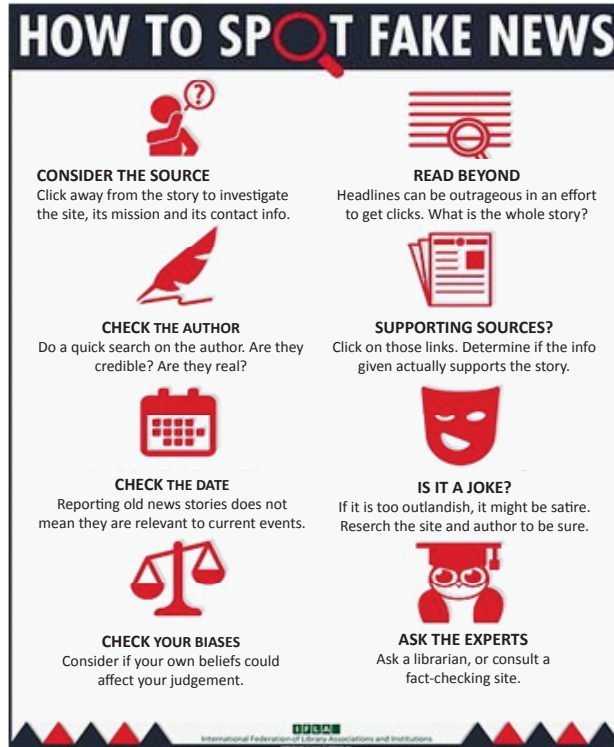 HOW TO SPOT FAKE NEWS
?
CONSIDER THE SOURCE
Click away from the story to investigate
the site, its mission and its contact info.
READ BEYOND
Headlines can be outrageous in an effort
to get clicks. What is the whole story?
CHECK THE AUTHOR
Do a quick search on the author. Are they
credible? Are they real?
SUPPORTING SOURCES?
Click on those links. Determine if the info
given actually supports the story.
CHECK THE DATE
Reporting old news stories does not
mean they are relevant to current events.
IS IT A JOKE?
If it is too outlandish, it might be satire.
Reserch the site and author to be sure.
CHECK YOUR BIASES
Consider if your own beliefs could
affect your judgement.
ASK THE EXPERTS
Ask a librarian, or consult a
fact-checking site.
IFLA
International Federation of Library Associations and Institutions